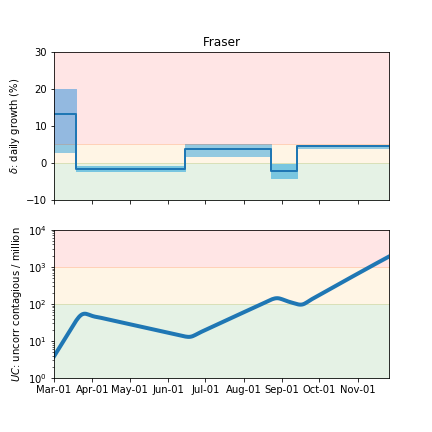 Fraser
δ: daily growth (%)
30
20
10
0
−10
UC: uncorr contagious / million
10⁴
10³
10²
10¹
10⁰
Mar-01 Apr-01 May-01 Jun-01 Jul-01 Aug-01 Sep-01 Oct-01 Nov-01